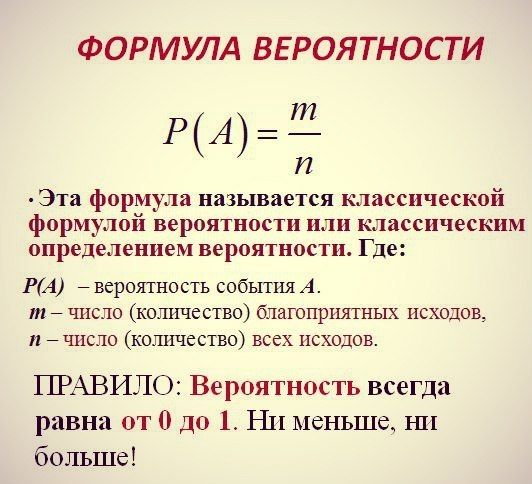 ФОРМУЛА ВЕРОЯТНОСТИ
P(A) = m/n
· Эта формула называется классической
формулой вероятности или классическим
определением вероятности. Где:
P(A) – вероятность события A.
m – число (количество) благоприятных исходов,
n – число (количество) всех исходов.
ПРАВИЛО: Вероятность всегда
равна от 0 до 1. Ни меньше, ни
больше!